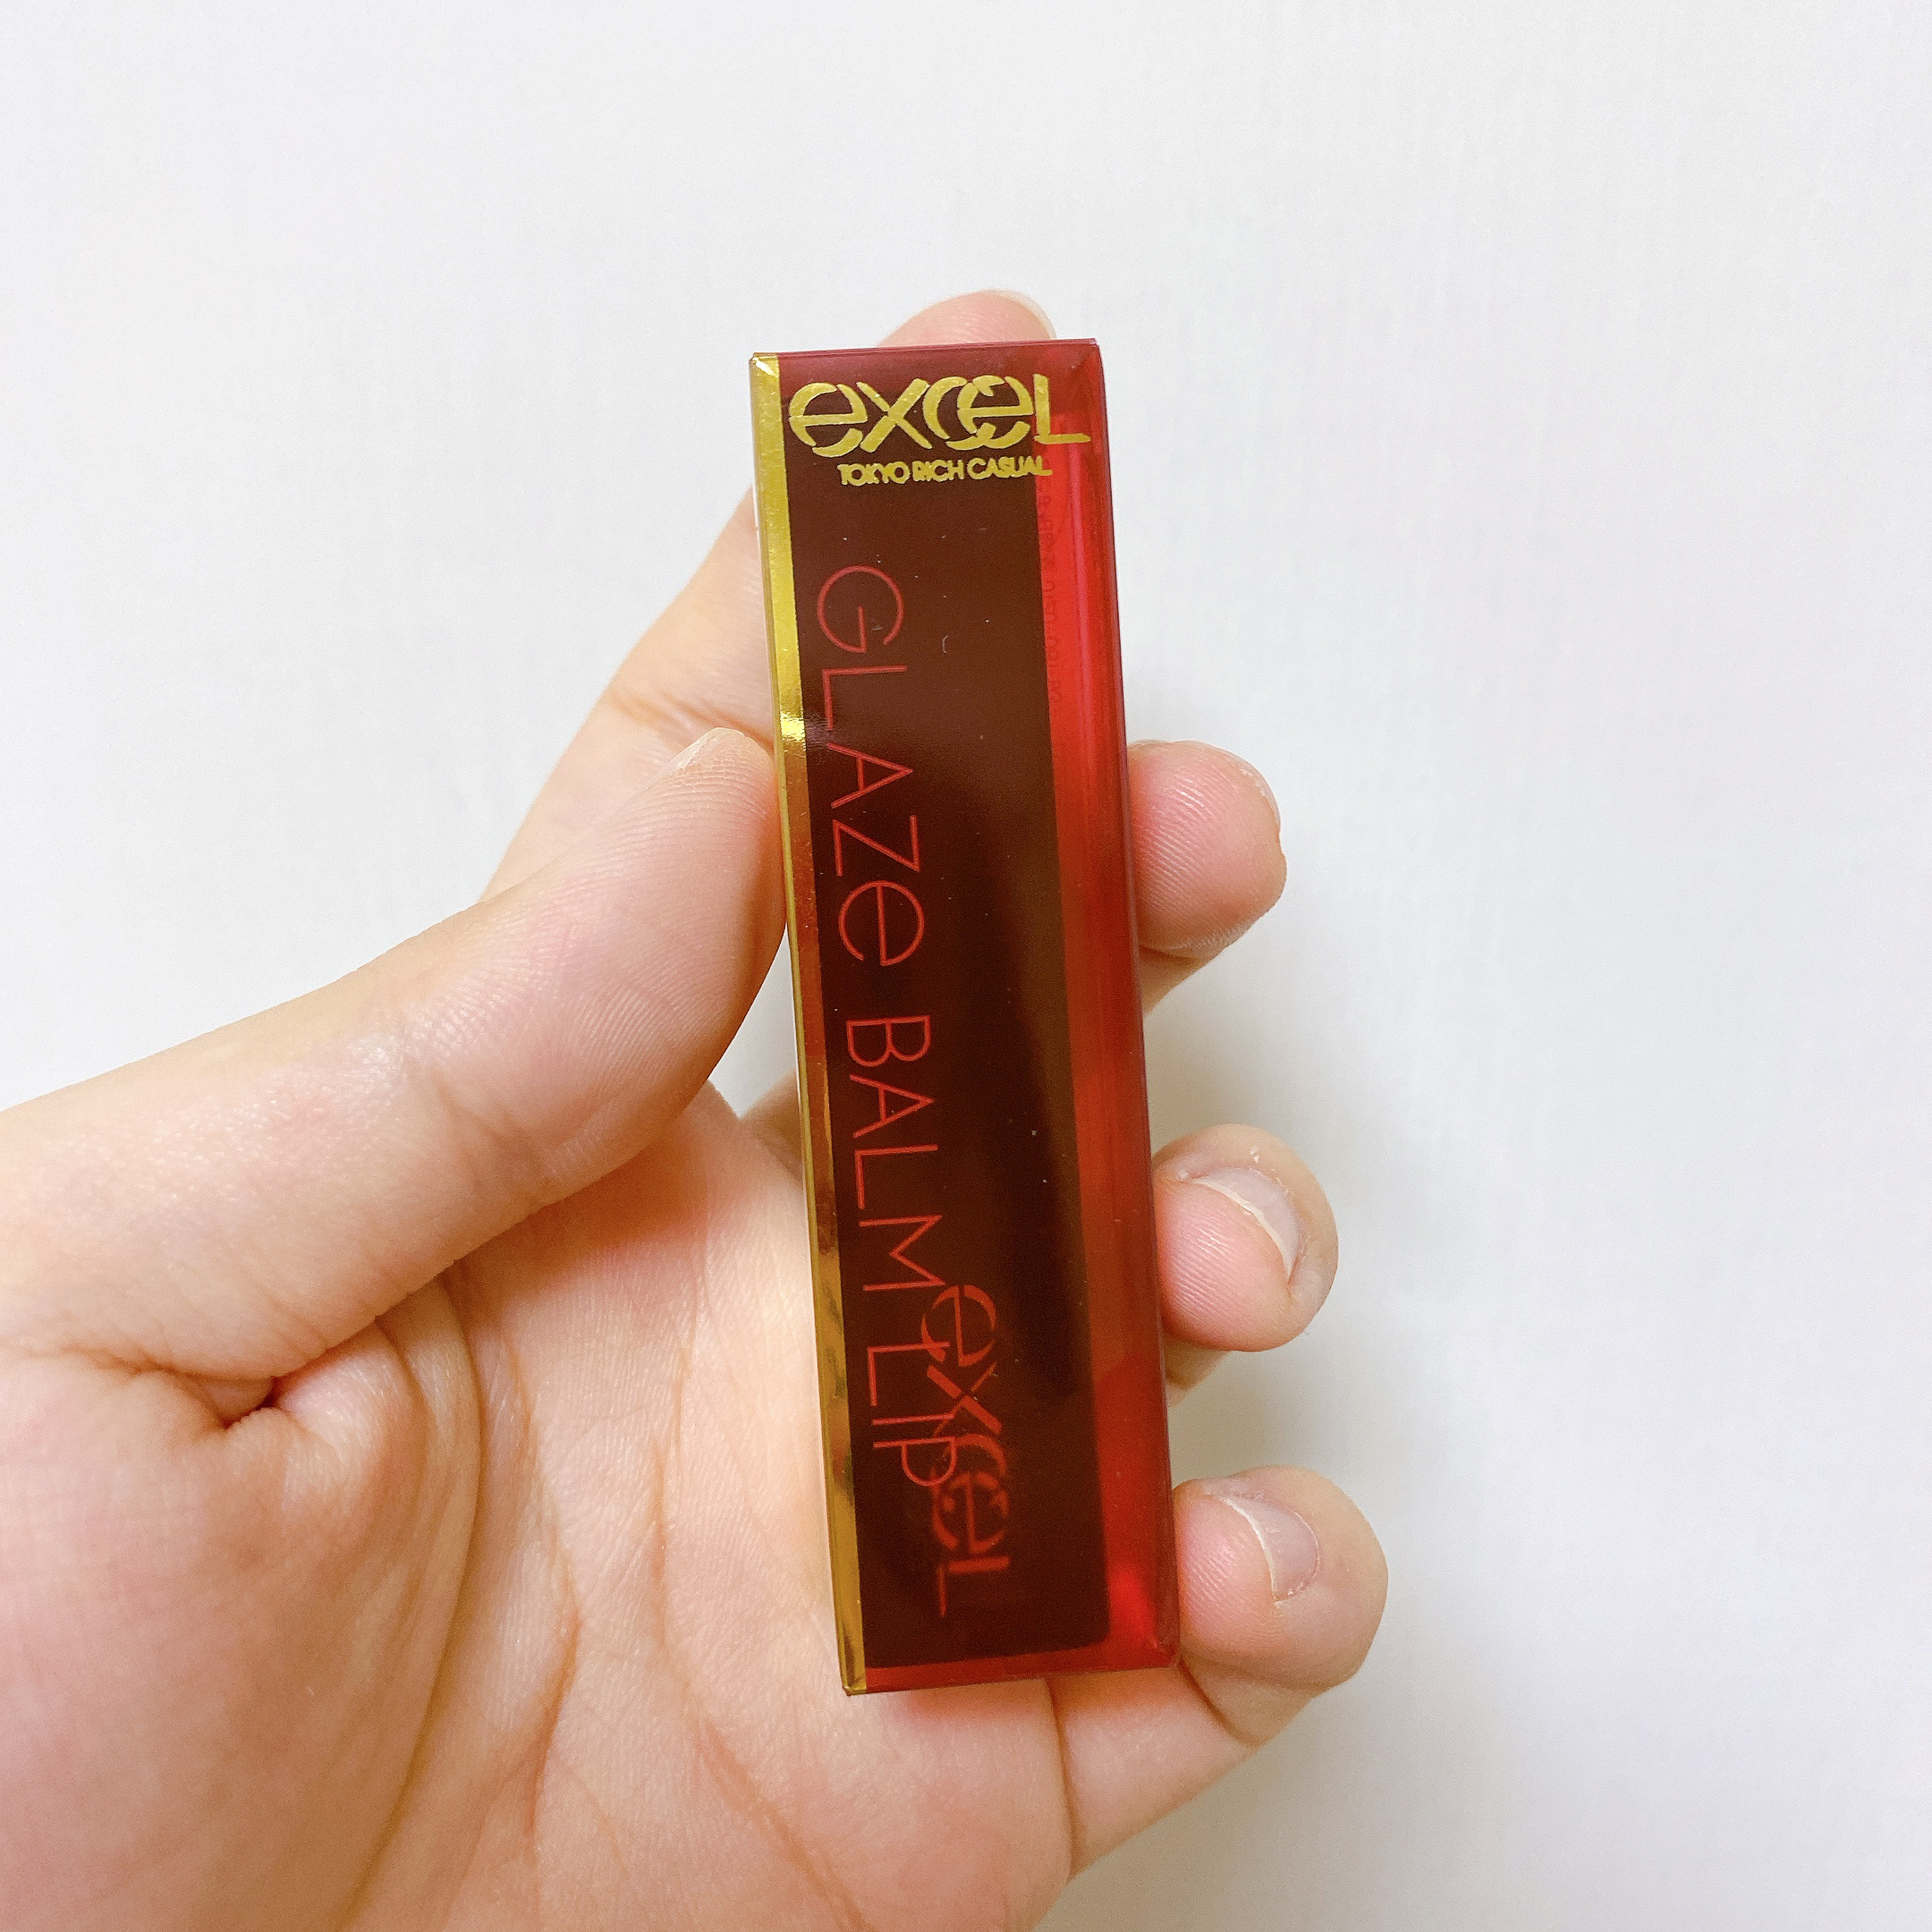 excel
TOKYO RICH CASUAL
GLAZe BALM LIP
excel